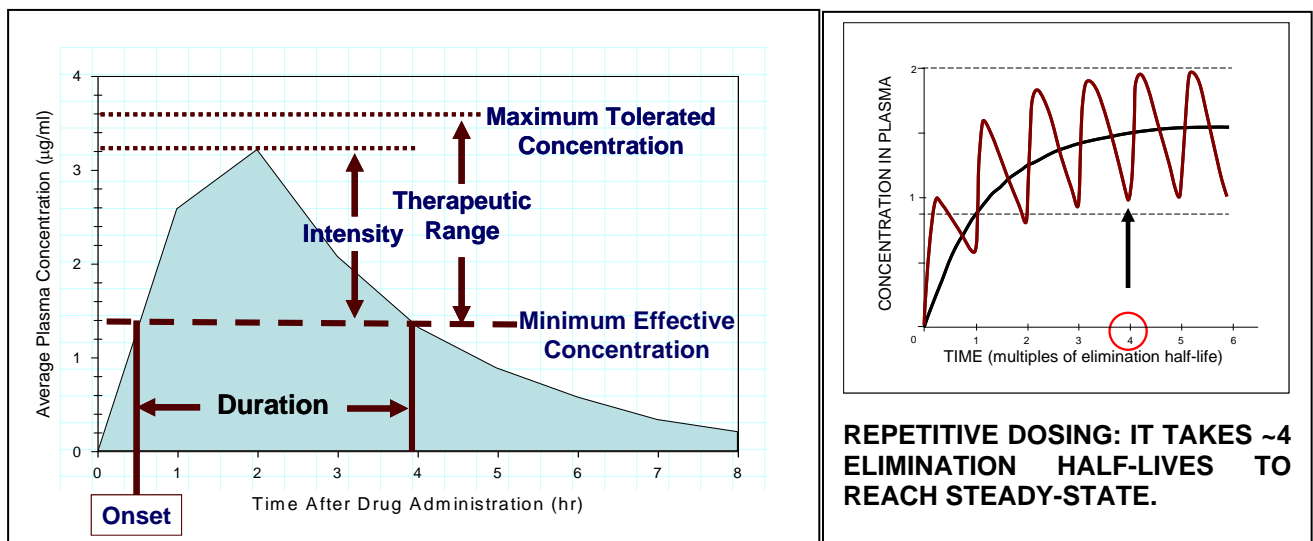 Average Plasma Concentration (µg/ml)
4
3
2
1
0
Maximum Tolerated
Concentration
Therapeutic
Range
Intensity
Minimum Effective
Concentration
Duration
0 1 2 3 4 5 6 7 8
Time After Drug Administration (hr)
Onset
CONCENTRATION IN PLASMA
2
1
0 1 2 3 4 5 6
TIME (multiples of elimination half-life)
REPETITIVE DOSING: IT TAKES ~4
ELIMINATION HALF-LIVES TO
REACH STEADY-STATE.